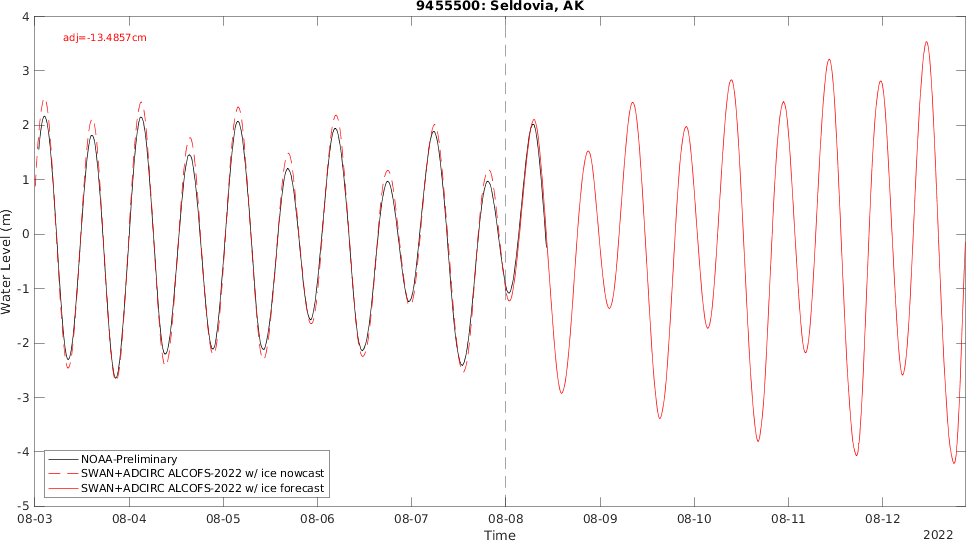 9455500: Seldovia, AK
adj=-13.4857cm
4
3
2
1
0
-1
-2
-3
-4
-5
Water Level (m)
NOAA-Preliminary
SWAN+ADCIRC ALCOFS-2022 w/ ice nowcast
SWAN+ADCIRC ALCOFS-2022 w/ ice forecast
08-03 08-04 08-05 08-06 08-07 08-08 08-09 08-10 08-11 08-12
Time
2022